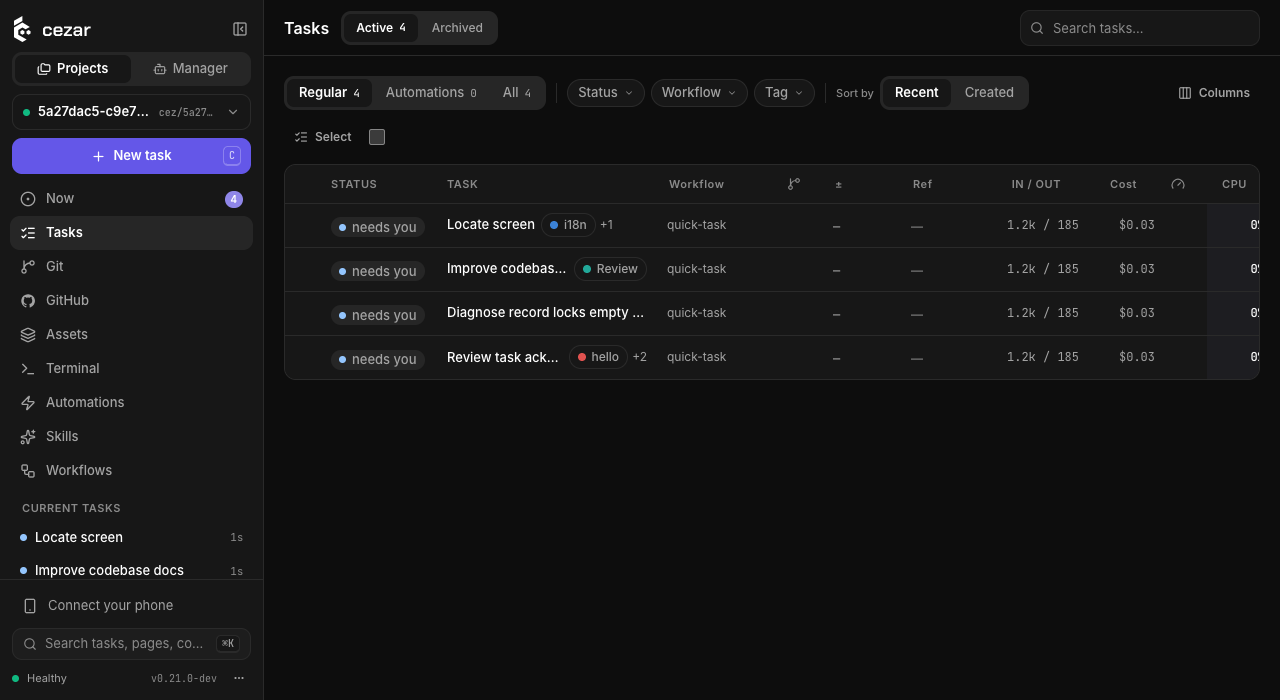 cezar
Projects
Manager
5a27dac5-c9e7...
cez/5a27...
New task
C
Now
4
Tasks
Git
GitHub
Assets
Terminal
Automations
Skills
Workflows
CURRENT TASKS
Locate screen 1s
Improve codebase docs 1s
Connect your phone
Search tasks, pages, co... ⌘K
Healthy v0.21.0-dev ...
Tasks
Active 4
Archived
Search tasks...
Regular 4
Automations 0
All 4
Status
Workflow
Tag
Sort by
Recent
Created
Columns
Select
STATUS TASK Workflow ± Ref IN / OUT Cost CPU
needs you Locate screen i18n +1 quick-task – — 1.2k / 185 $0.03
needs you Improve codebas... Review quick-task – — 1.2k / 185 $0.03
needs you Diagnose record locks empty ... quick-task – — 1.2k / 185 $0.03
needs you Review task ack... hello +2 quick-task – — 1.2k / 185 $0.03